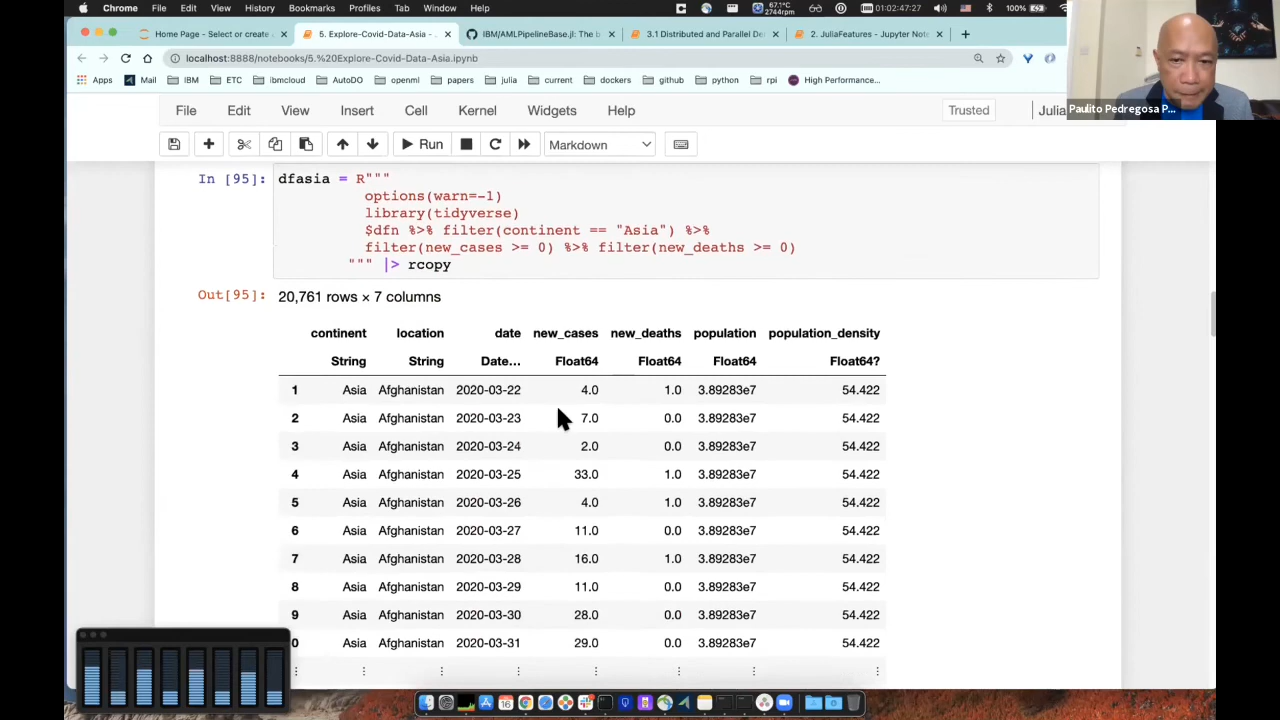 Chrome File Edit View History Bookmarks Profiles Tab Window Help 67.1°C 2744rpm 01:02:47:27 100%
Home Page - Select or create a 5. Explore-Covid-Data-Asia - IBM/AMLPipelineBase.jl: The b 3.1 Distributed and Parallel De 2. JuliaFeatures - Jupyter Not
localhost:8888/notebooks/5.%20Explore-Covid-Data-Asia.ipynb
Apps Mail IBM ETC ibmcloud AutoDO openml papers julia current dockers github python rpi High Performance...
File Edit View Insert Cell Kernel Widgets Help Trusted Julia
Paulito Pedregosa P...
Run Markdown
In [95]: dfasia = R"""
options(warn=-1)
library(tidyverse)
$dfn %>% filter(continent == "Asia") %>%
filter(new_cases >= 0) %>% filter(new_deaths >= 0)
""" |> rcopy
Out[95]: 20,761 rows × 7 columns
continent location date new_cases new_deaths population population_density
String String Date… Float64 Float64 Float64 Float64?
1 Asia Afghanistan 2020-03-22 4.0 1.0 3.89283e7 54.422
2 Asia Afghanistan 2020-03-23 7.0 0.0 3.89283e7 54.422
3 Asia Afghanistan 2020-03-24 2.0 0.0 3.89283e7 54.422
4 Asia Afghanistan 2020-03-25 33.0 1.0 3.89283e7 54.422
5 Asia Afghanistan 2020-03-26 4.0 1.0 3.89283e7 54.422
6 Asia Afghanistan 2020-03-27 11.0 0.0 3.89283e7 54.422
7 Asia Afghanistan 2020-03-28 16.0 1.0 3.89283e7 54.422
8 Asia Afghanistan 2020-03-29 11.0 0.0 3.89283e7 54.422
9 Asia Afghanistan 2020-03-30 28.0 0.0 3.89283e7 54.422
0 Asia Afghanistan 2020-03-31 29.0 0.0 3.89283e7 54.422
⋮ ⋮ ⋮ ⋮ ⋮ ⋮ ⋮
16